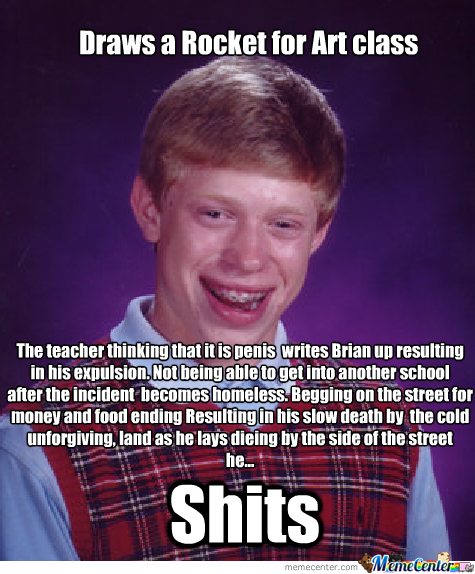 Draws a Rocket for Art class
The teacher thinking that it is penis writes Brian up resulting
in his expulsion. Not being able to get into another school
after the incident becomes homeless. Begging on the street for
money and food ending Resulting in his slow death by the cold
unforgiving, land as he lays dieing by the side of the street
he...
Shits
memecenter.com MemeCenter